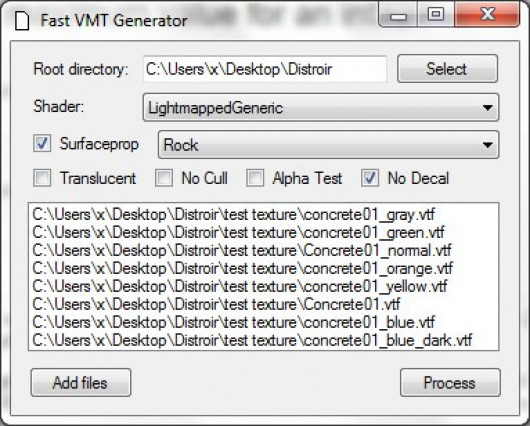 Fast VMT Generator
Root directory: C:\Users\x\Desktop\Distroir Select
Shader: LightmappedGeneric
Surfaceprop Rock
Translucent No Cull Alpha Test No Decal
C:\Users\x\Desktop\Distroir\test texture\concrete01_gray.vtf
C:\Users\x\Desktop\Distroir\test texture\concrete01_green.vtf
C:\Users\x\Desktop\Distroir\test texture\Concrete01_normal.vtf
C:\Users\x\Desktop\Distroir\test texture\concrete01_orange.vtf
C:\Users\x\Desktop\Distroir\test texture\concrete01_yellow.vtf
C:\Users\x\Desktop\Distroir\test texture\Concrete01.vtf
C:\Users\x\Desktop\Distroir\test texture\concrete01_blue.vtf
C:\Users\x\Desktop\Distroir\test texture\concrete01_blue_dark.vtf
Add files Process